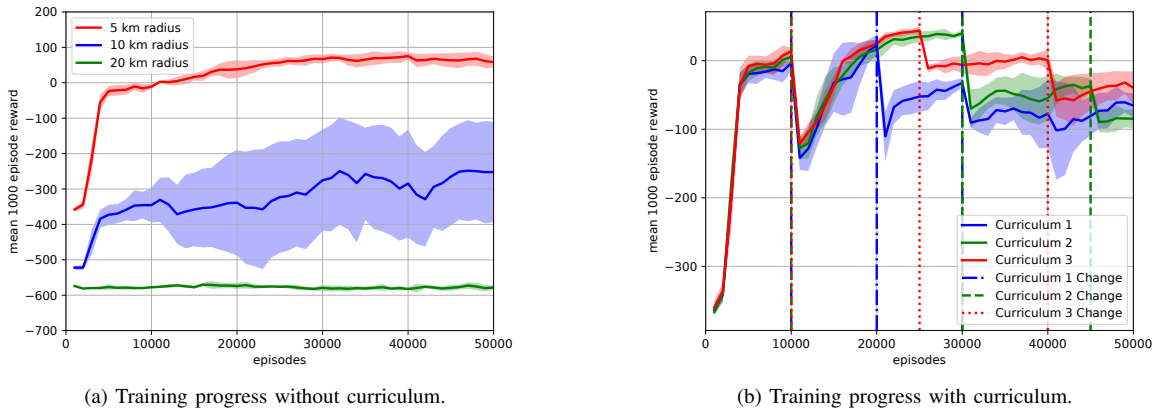 200
100
0
−100
−200
−300
−400
−500
−600
−700
mean 1000 episode reward
5 km radius
10 km radius
20 km radius
0 10000 20000 30000 40000 50000
episodes
(a) Training progress without curriculum.
0
−100
−200
−300
mean 1000 episode reward
Curriculum 1
Curriculum 2
Curriculum 3
Curriculum 1 Change
Curriculum 2 Change
Curriculum 3 Change
0 10000 20000 30000 40000 50000
episodes
(b) Training progress with curriculum.